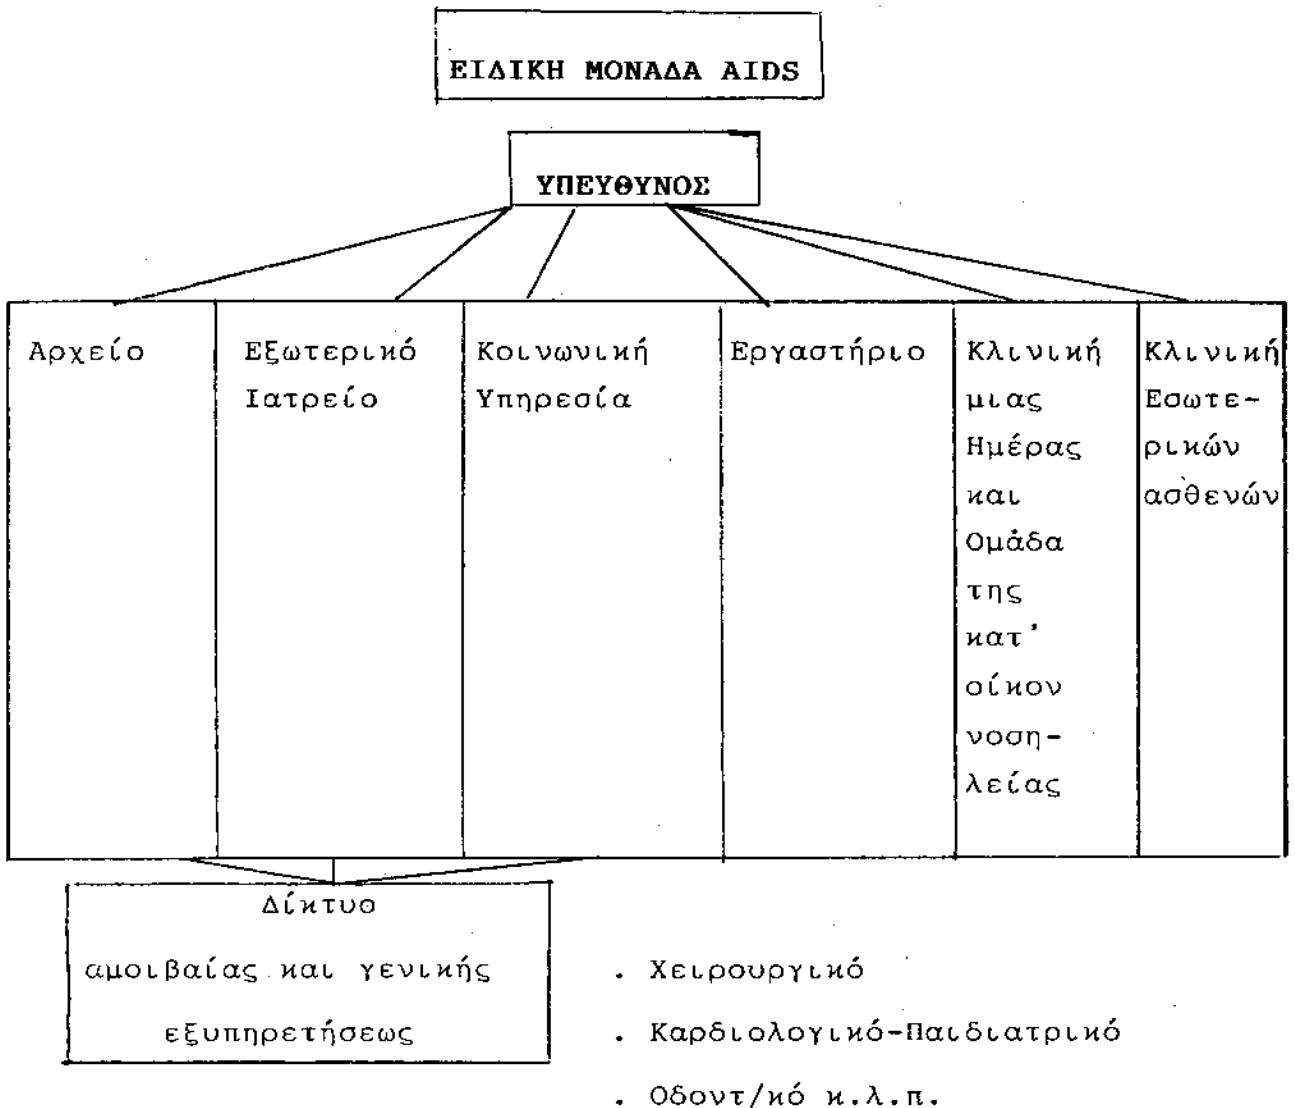 ΕΙΔΙΚΗ ΜΟΝΑΔΑ AIDS
ΥΠΕΥΘΥΝΟΣ
Αρχείο
Εξωτερικό
Ιατρείο
Κοινωνική
Υπηρεσία
Εργαστήριο
Κλινική
μιας
Ημέρας
και
Ομάδα
της
κατ'
οίκον
νοση-
λείας
Κλινική
Εσωτε-
ρικών
ασθενών
Δίκτυο
αμοιβαίας και γενικής
εξυπηρετήσεως
. Χειρουργικό
. Καρδιολογικό-Παιδιατρικό
. Οδοντ/κό κ.λ.π.